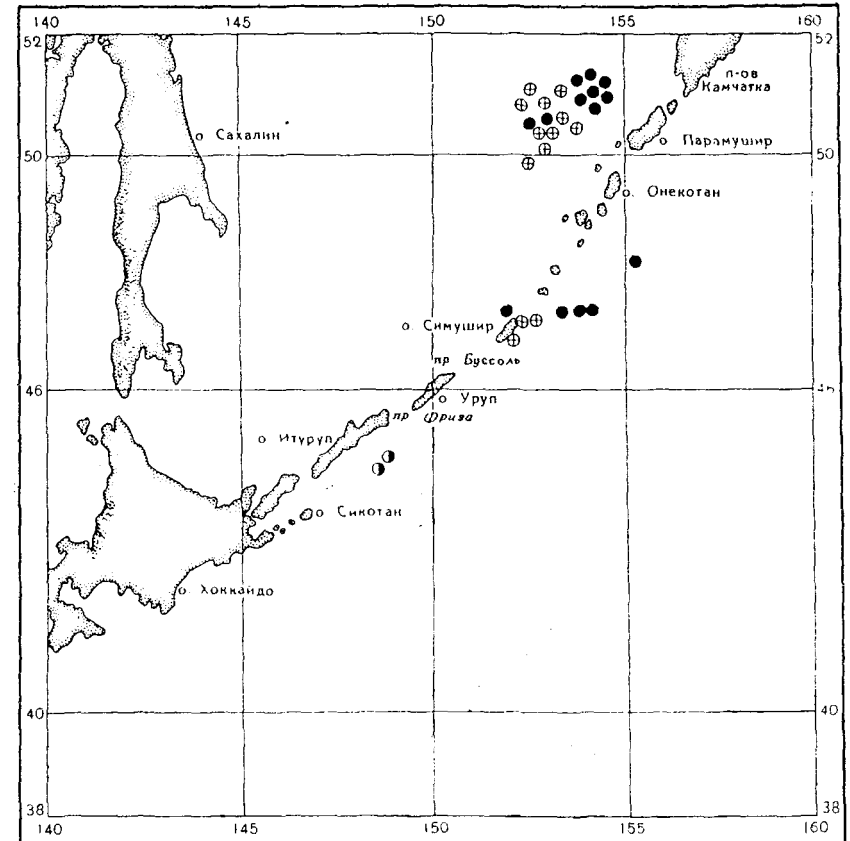 140 145 150 155 160
52 52
п-ов
Камчатка
о Сахалин
о. Парамушир
50 50
о. Онекотан
о. Симушир
пр Буссоль
46
о Уруп
пр Фриза
о Итуруп
о Сикотан
о. Хоккайдо
40 40
38 38
140 145 150 155 160